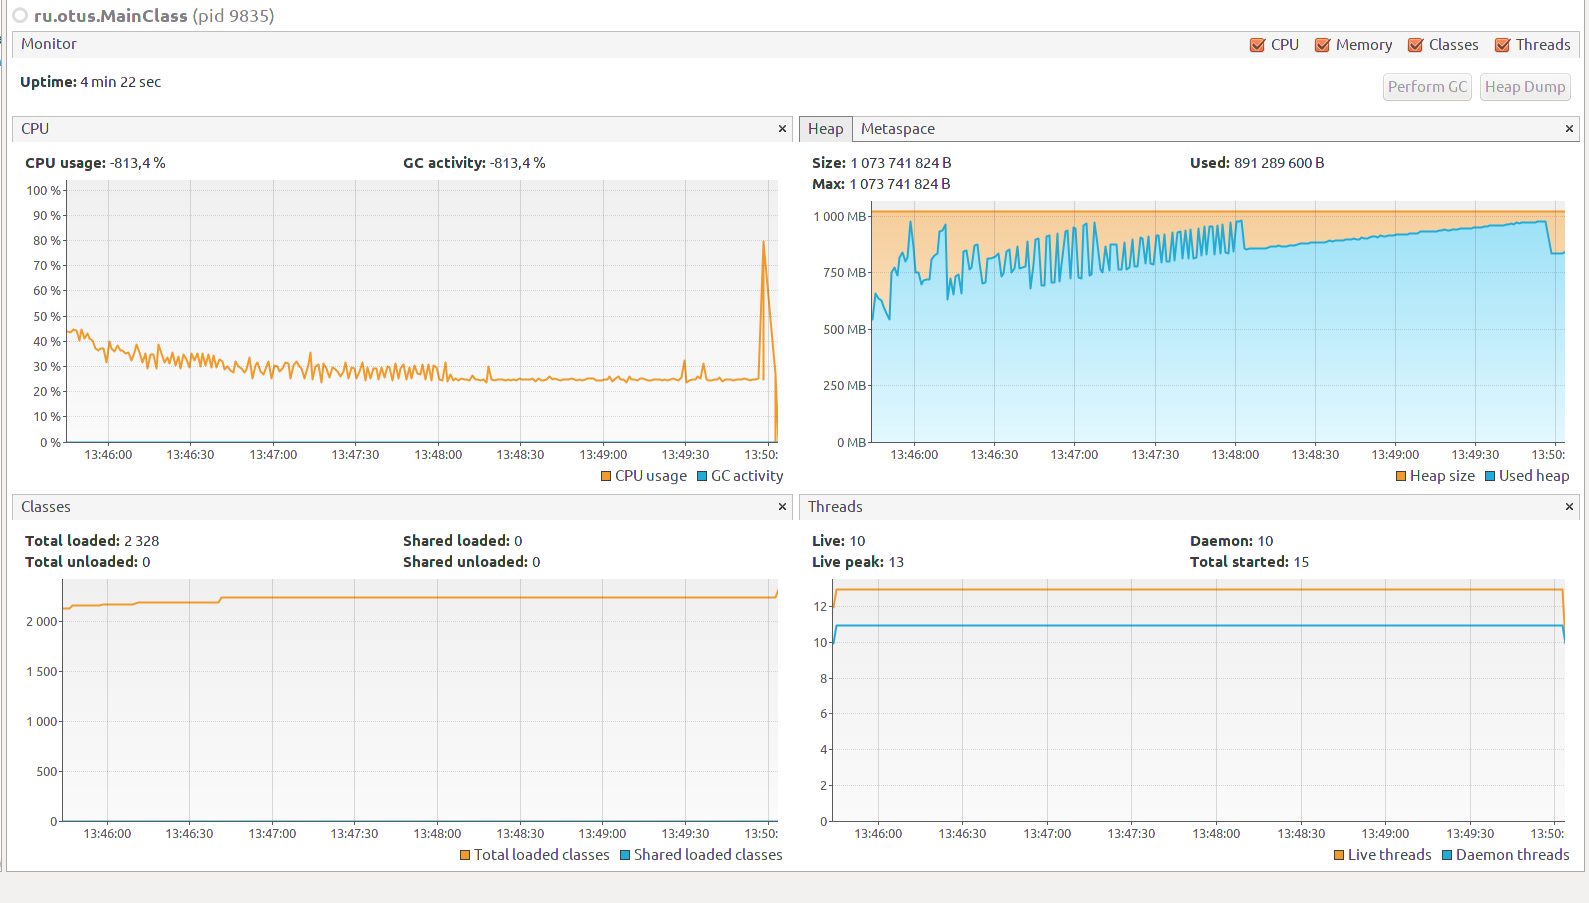 ru.otus.MainClass (pid 9835)
Monitor
CPU Memory Classes Threads
Uptime: 4 min 22 sec
Perform GC Heap Dump
CPU
CPU usage: -813,4 % GC activity: -813,4 %
100 %
90 %
80 %
70 %
60 %
50 %
40 %
30 %
20 %
10 %
0 %
13:46:00 13:46:30 13:47:00 13:47:30 13:48:00 13:48:30 13:49:00 13:49:30 13:50:
CPU usage GC activity
Heap Metaspace
Size: 1 073 741 824 B Used: 891 289 600 B
Max: 1 073 741 824 B
1 000 MB
750 MB
500 MB
250 MB
0 MB
13:46:00 13:46:30 13:47:00 13:47:30 13:48:00 13:48:30 13:49:00 13:49:30 13:50:
Heap size Used heap
Classes
Total loaded: 2 328 Shared loaded: 0
Total unloaded: 0 Shared unloaded: 0
2 000
1 500
1 000
500
0
13:46:00 13:46:30 13:47:00 13:47:30 13:48:00 13:48:30 13:49:00 13:49:30 13:50:
Total loaded classes Shared loaded classes
Threads
Live: 10 Daemon: 10
Live peak: 13 Total started: 15
12
10
8
6
4
2
0
13:46:00 13:46:30 13:47:00 13:47:30 13:48:00 13:48:30 13:49:00 13:49:30 13:50:
Live threads Daemon threads